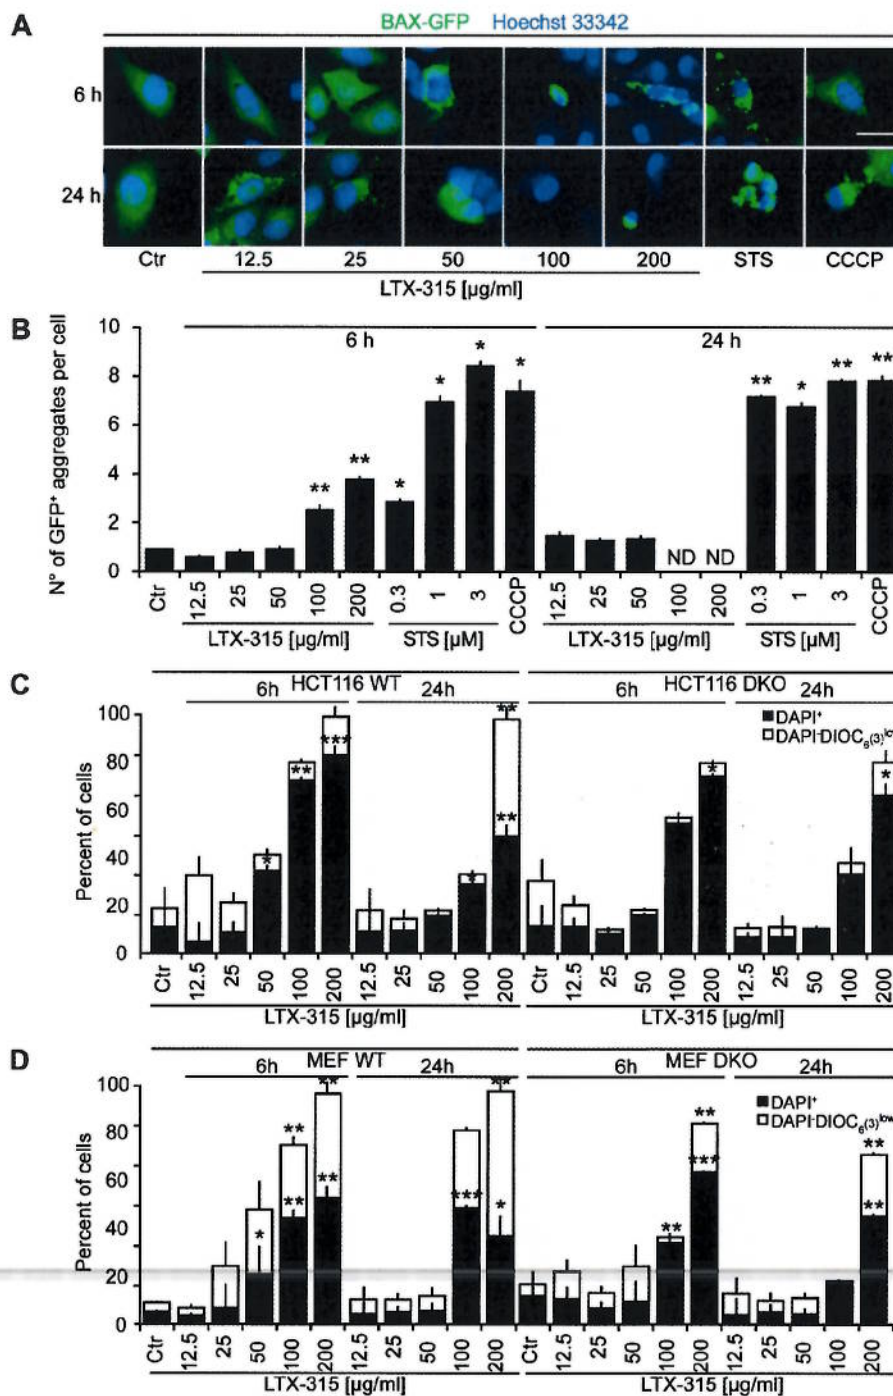 A
BAX-GFP Hoechst 33342
6 h
24 h
Ctr 12.5 25 50 100 200 STS CCCP
LTX-315 [µg/ml]
B
N° of GFP+ aggregates per cell
10
8
6
4
2
0
6 h 24 h
* * * ** ** * ** * ** **
ND ND
Ctr 12.5 25 50 100 200 0.3 1 3 CCCP 12.5 25 50 100 200 0.3 1 3 CCCP
LTX-315 [µg/ml] STS [µM] LTX-315 [µg/ml] STS [µM]
C
HCT116 WT HCT116 DKO
6h 24h 6h 24h
Percent of cells
100
80
60
40
20
0
DAPI+
DAPI-DIOC6(3)low
* ** *** * ** ** * *
Ctr 12.5 25 50 100 200 12.5 25 50 100 200 Ctr 12.5 25 50 100 200 12.5 25 50 100 200
LTX-315 [µg/ml] LTX-315 [µg/ml]
D
MEF WT MEF DKO
6h 24h 6h 24h
Percent of cells
100
80
60
40
20
0
DAPI+
DAPI-DIOC6(3)low
* ** ** ** ** *** ** * ** ** *** ** **
Ctr 12.5 25 50 100 200 12.5 25 50 100 200 Ctr 12.5 25 50 100 200 12.5 25 50 100 200
LTX-315 [µg/ml] LTX-315 [µg/ml]